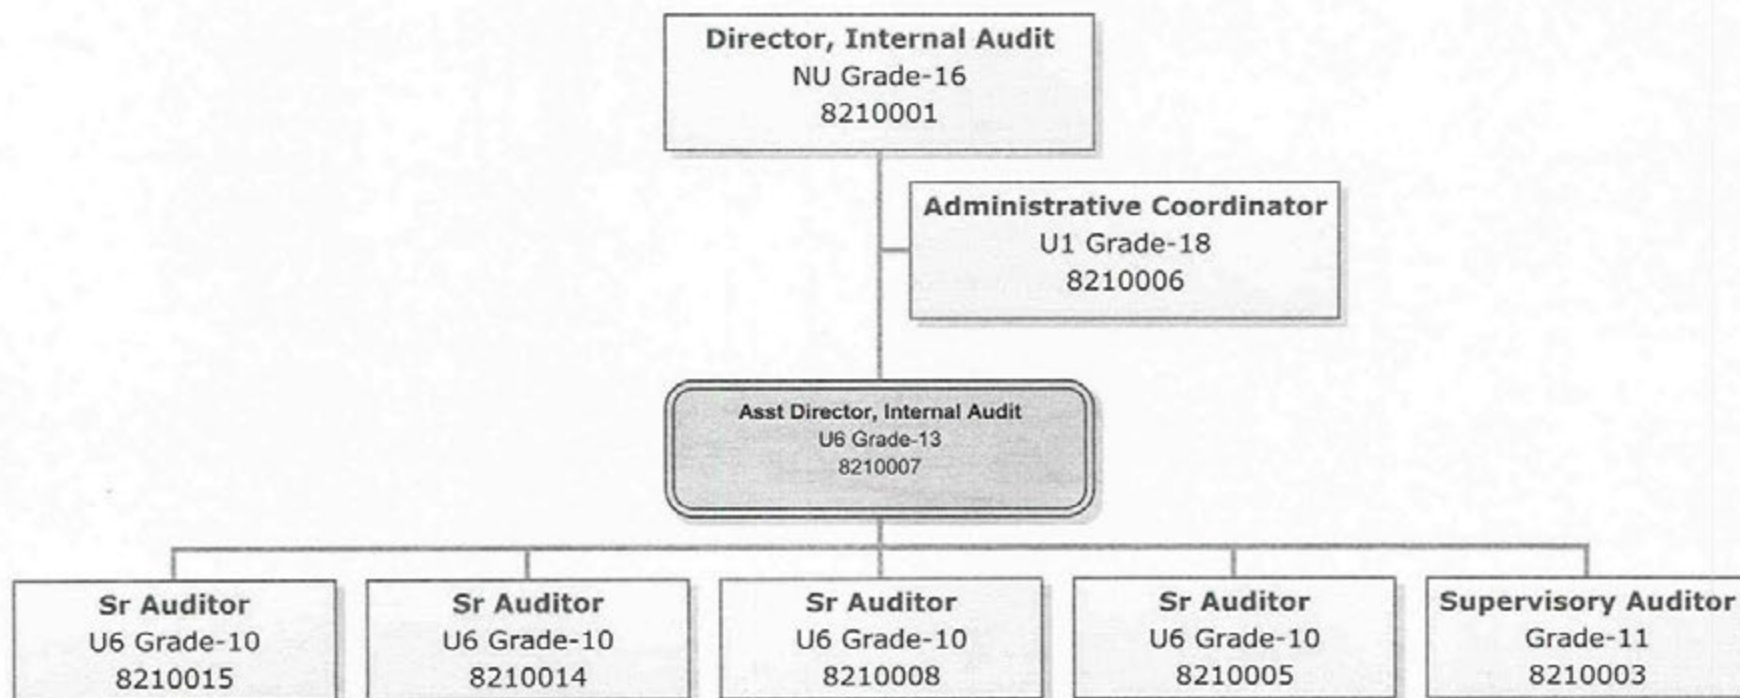 Director, Internal Audit
NU Grade-16
8210001
Administrative Coordinator
U1 Grade-18
8210006
Asst Director, Internal Audit
U6 Grade-13
8210007
Sr Auditor
U6 Grade-10
8210015
Sr Auditor
U6 Grade-10
8210014
Sr Auditor
U6 Grade-10
8210008
Sr Auditor
U6 Grade-10
8210005
Supervisory Auditor
Grade-11
8210003